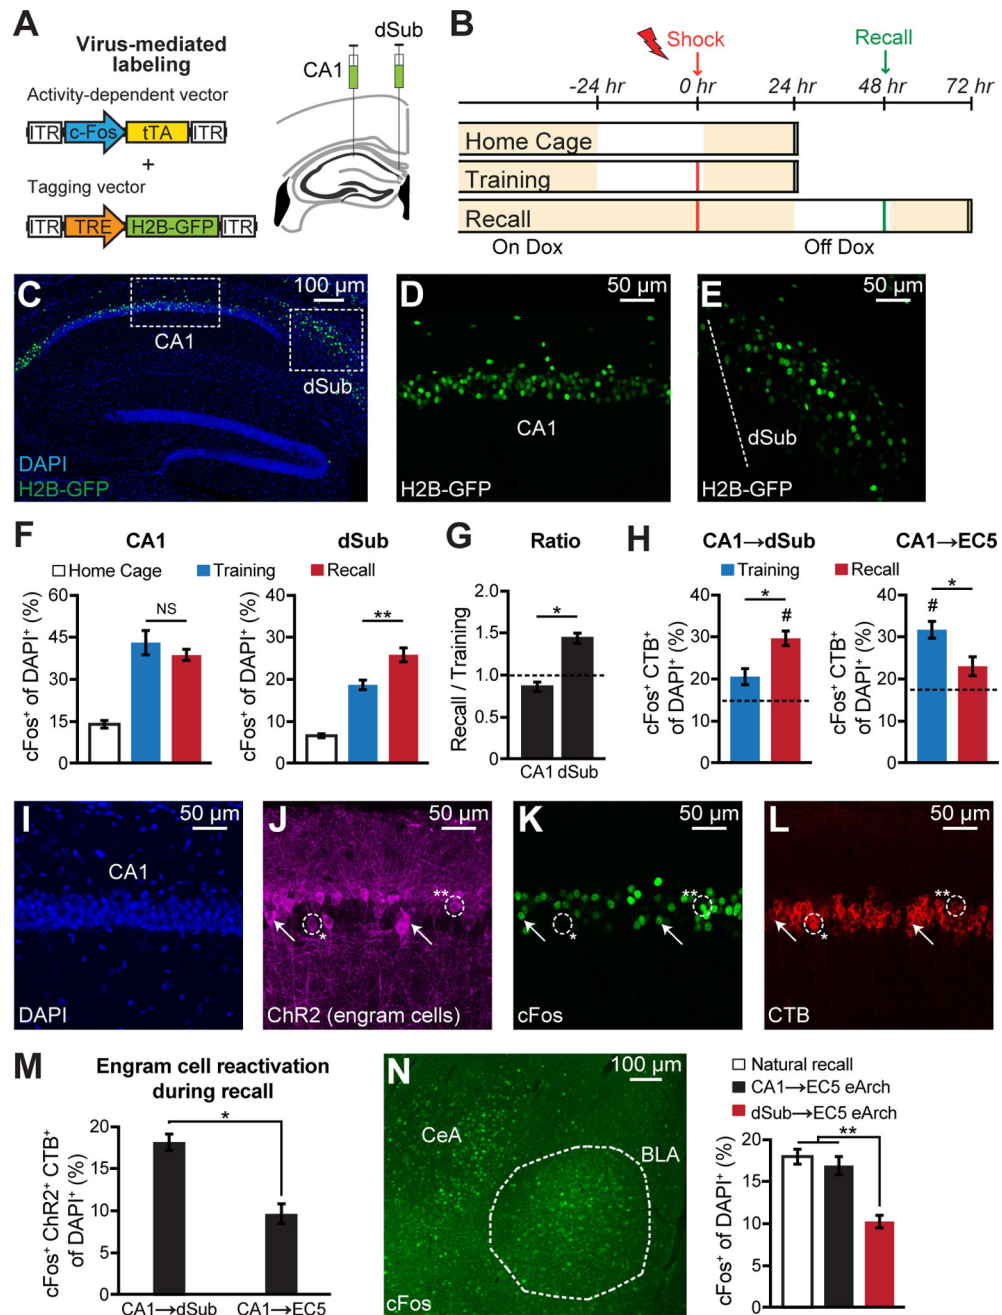 A
Virus-mediated
labeling
Activity-dependent vector
ITR c-Fos tTA ITR
+
Tagging vector
ITR TRE H2B-GFP ITR
dSub
CA1
B
Shock
Recall
-24 hr 0 hr 24 hr 48 hr 72 hr
Home Cage
Training
Recall
On Dox Off Dox
C
100 µm
CA1
dSub
DAPI
H2B-GFP
D
50 µm
CA1
H2B-GFP
E
50 µm
dSub
H2B-GFP
F
CA1
dSub
Home Cage Training Recall
cFos+ of DAPI+ (%)
60
45
30
15
0
NS
cFos+ of DAPI+ (%)
40
30
20
10
0
**
G
Ratio
Recall / Training
2.0
1.5
1.0
0.5
0
*
CA1 dSub
H
CA1→dSub
CA1→EC5
Training Recall
cFos+ CTB+
of DAPI+ (%)
40
30
20
10
0
*
#
cFos+ CTB+
of DAPI+ (%)
40
30
20
10
0
#
*
I
50 µm
CA1
DAPI
J
50 µm
**
*
ChR2 (engram cells)
K
50 µm
**
*
cFos
L
50 µm
**
*
CTB
M
Engram cell reactivation
during recall
cFos+ ChR2+ CTB+
of DAPI+ (%)
20
15
10
5
0
*
CA1→dSub CA1→EC5
N
100 µm
CeA
BLA
cFos
Natural recall
CA1→EC5 eArch
dSub→EC5 eArch
cFos+ of DAPI+ (%)
20
15
10
5
0
**